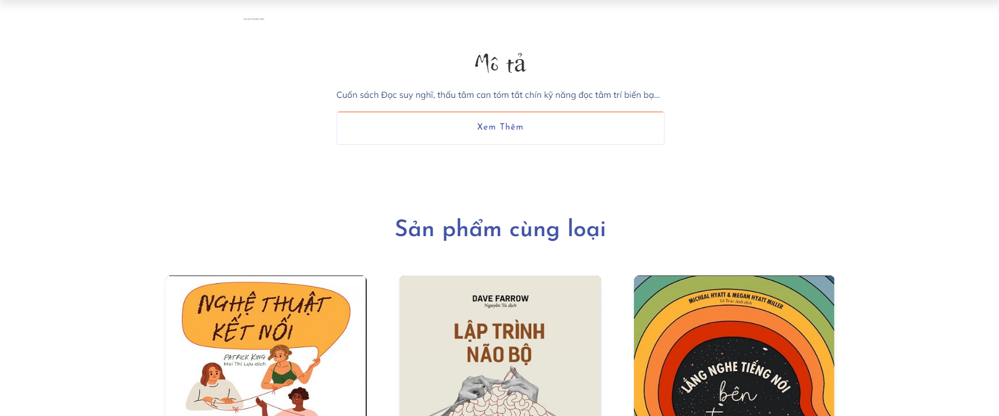 Mô tả
Cuốn sách Đọc suy nghĩ, thấu tâm can tóm tắt chín kỹ năng đọc tâm trí biến bạ...
Xem Thêm
Sản phẩm cùng loại
NGHỆ THUẬT
KẾT NỐI
PATRICK KING
Mai Thị Lựu dịch
DAVE FARROW
Nguyên Tú dịch
LẬP TRÌNH
NÃO BỘ
MICHEAL HYATT & MEGAN HYATT MILLER
Lê Trúc Anh dịch
LẮNG NGHE TIẾNG NÓI
bên